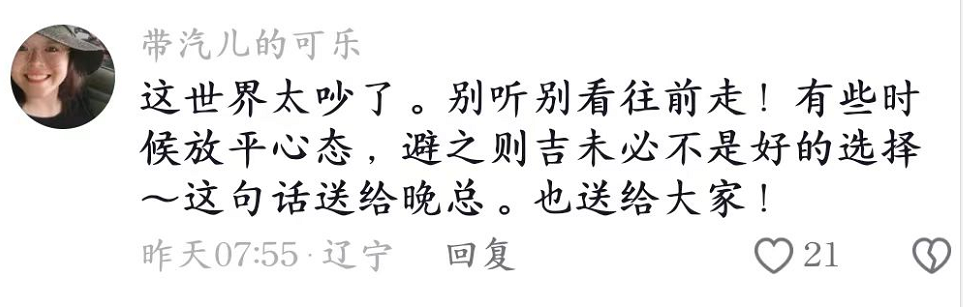 带汽儿的可乐
这世界太吵了。别听别看往前走！有些时
候放平心态，避之则吉未必不是好的选择
～这句话送给晚总。也送给大家！
昨天07:55·辽宁 回复 21